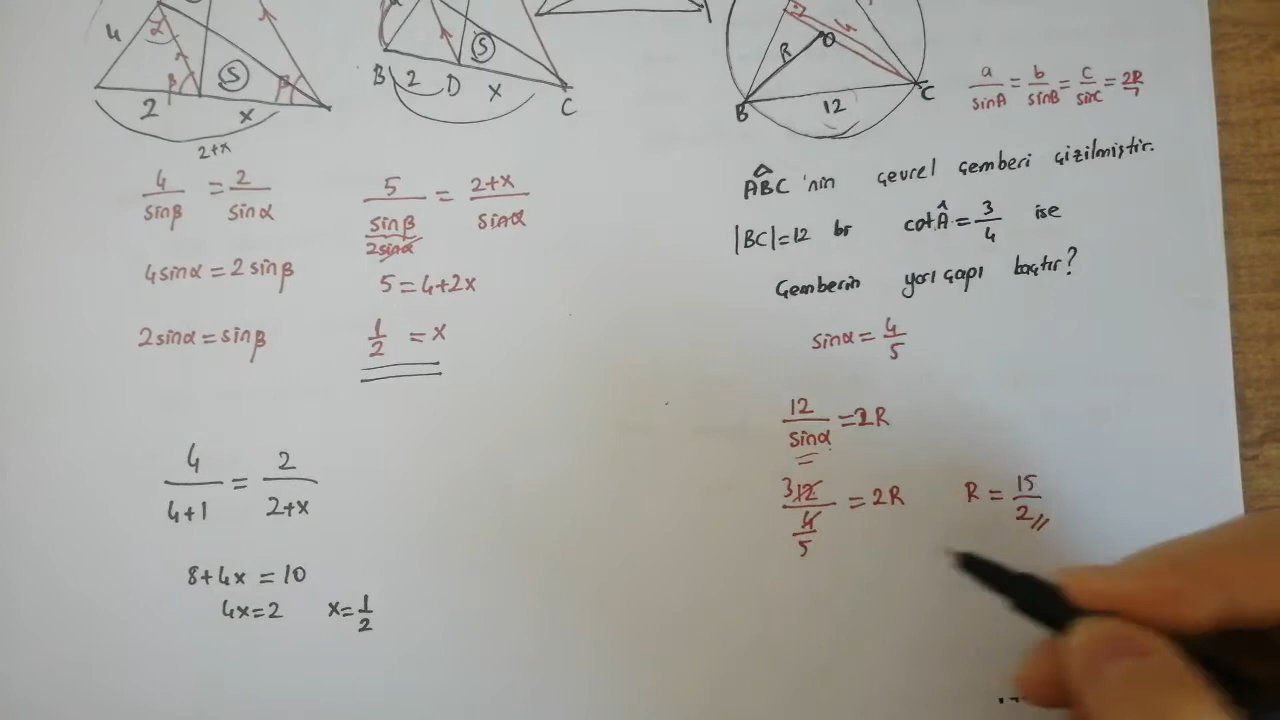 4
α
β
S
2
x
2+x
S
B
2
D
x
C
R
O
B
12
C
a/sinA = b/sinB = c/sinC = 2R/1
4/sinβ = 2/sinα
4sinα = 2sinβ
2sinα = sinβ
5/(sinβ/2sinα) = 2+x/sinα
5 = 4+2x
1/2 = x
4/4+1 = 2/2+x
8+4x = 10
4x=2 x=1/2
ABC 'nin çevrel çemberi çizilmiştir.
|BC|=12 br cot A = 3/4 ise
Çemberin yarıçapı kaçtır?
sinα = 4/5
12/sinα = 2R
3 12/(4/5) = 2R R = 15/2